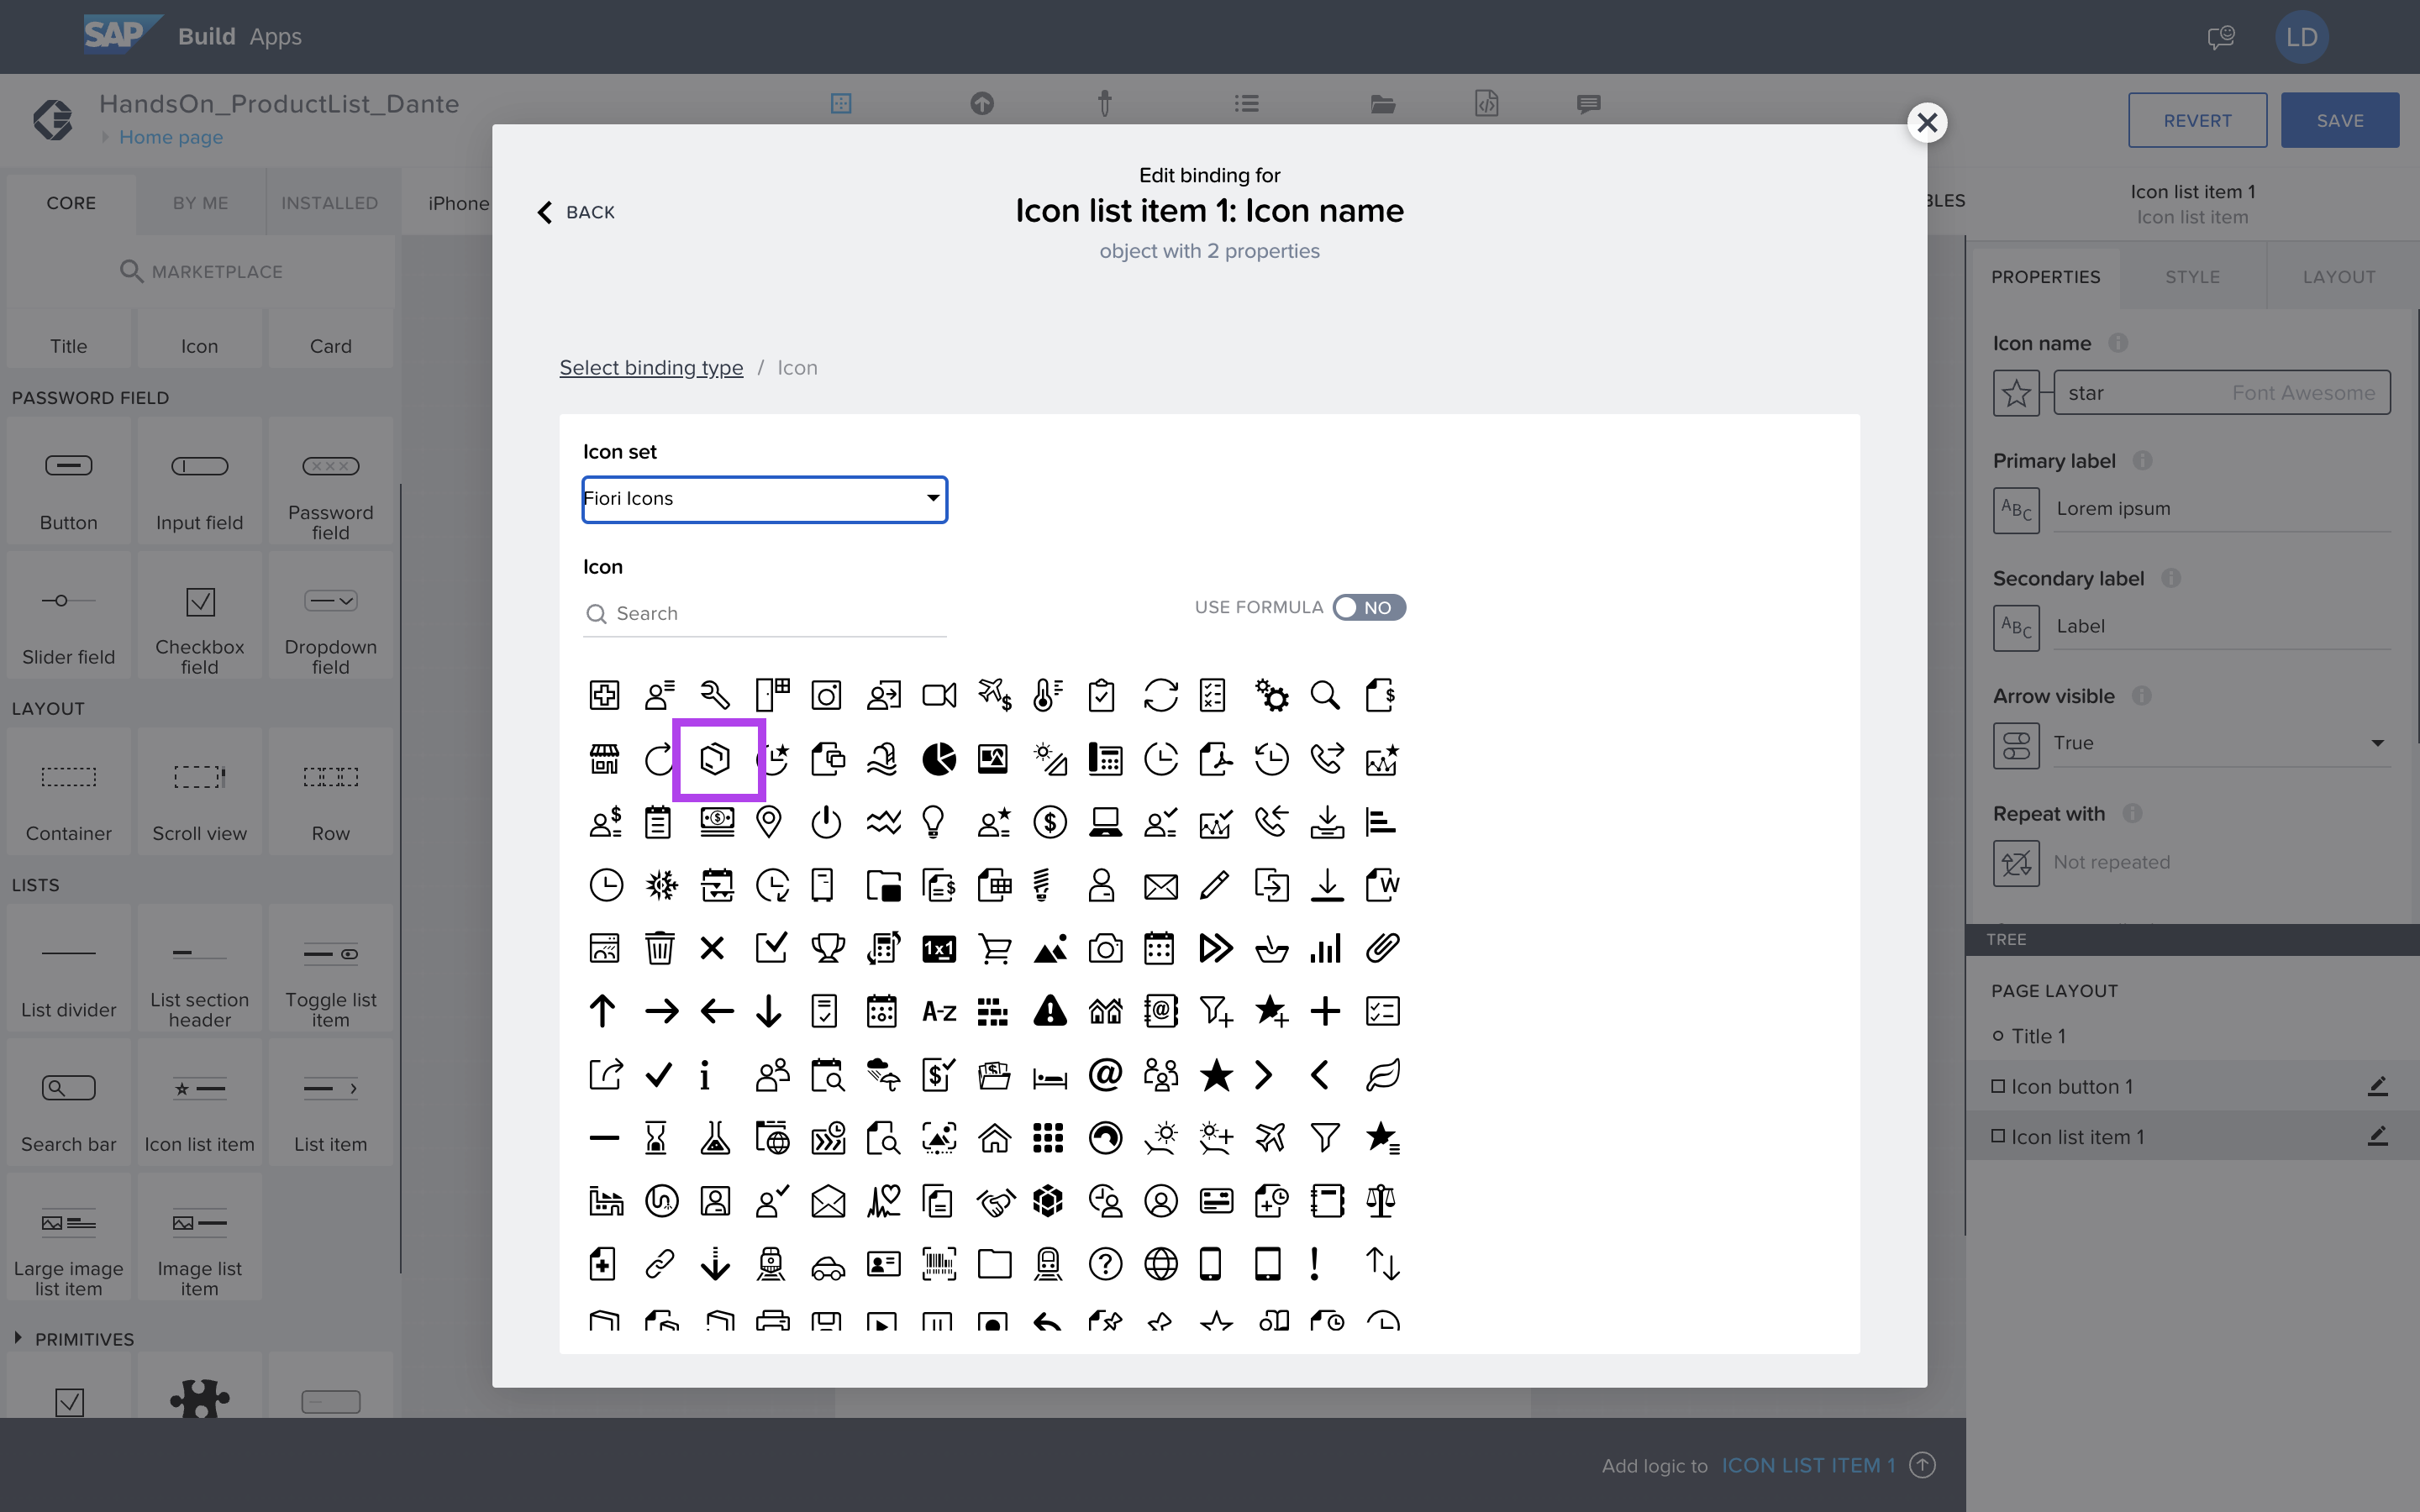 SAP Build Apps
LD
HandsOn_ProductList_Dante
Home page
REVERT
SAVE
CORE
BY ME
INSTALLED
iPhone
MARKETPLACE
Title
Icon
Card
PASSWORD FIELD
Button
Input field
Password
field
Slider field
Checkbox
field
Dropdown
field
LAYOUT
Container
Scroll view
Row
LISTS
List divider
List section
header
Toggle list
item
Search bar
Icon list item
List item
Large image
list item
Image list
item
PRIMITIVES
Edit binding for
BACK
Icon list item 1: Icon name
object with 2 properties
Select binding type / Icon
Icon set
Fiori Icons
Icon
Search
USE FORMULA
NO
1x1
A-Z
BLES
Icon list item 1
Icon list item
PROPERTIES
STYLE
LAYOUT
Icon name
star
Font Awesome
Primary label
ABC
Lorem ipsum
Secondary label
ABC
Label
Arrow visible
True
Repeat with
Not repeated
TREE
PAGE LAYOUT
Title 1
Icon button 1
Icon list item 1
Add logic to ICON LIST ITEM 1